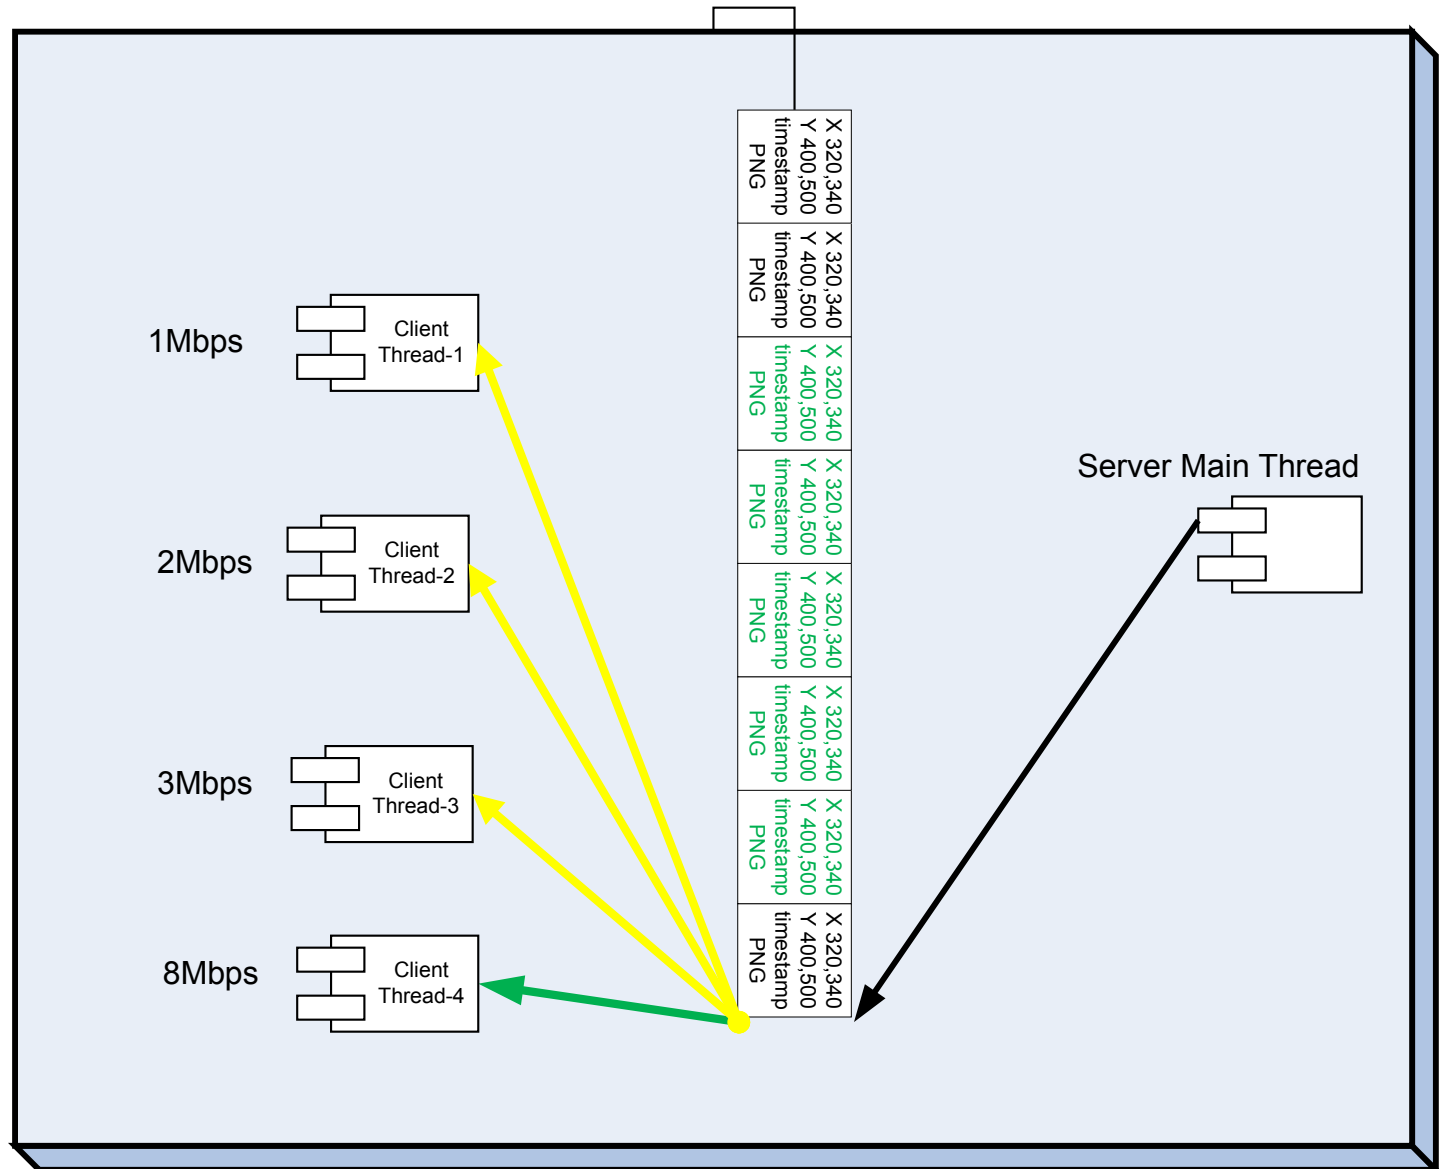 X 320,340
Y 400,500
timestamp
PNG
X 320,340
Y 400,500
timestamp
PNG
X 320,340
Y 400,500
timestamp
PNG
X 320,340
Y 400,500
timestamp
PNG
X 320,340
Y 400,500
timestamp
PNG
X 320,340
Y 400,500
timestamp
PNG
X 320,340
Y 400,500
timestamp
PNG
X 320,340
Y 400,500
timestamp
PNG
1Mbps
Client
Thread-1
2Mbps
Client
Thread-2
3Mbps
Client
Thread-3
8Mbps
Client
Thread-4
Server Main Thread